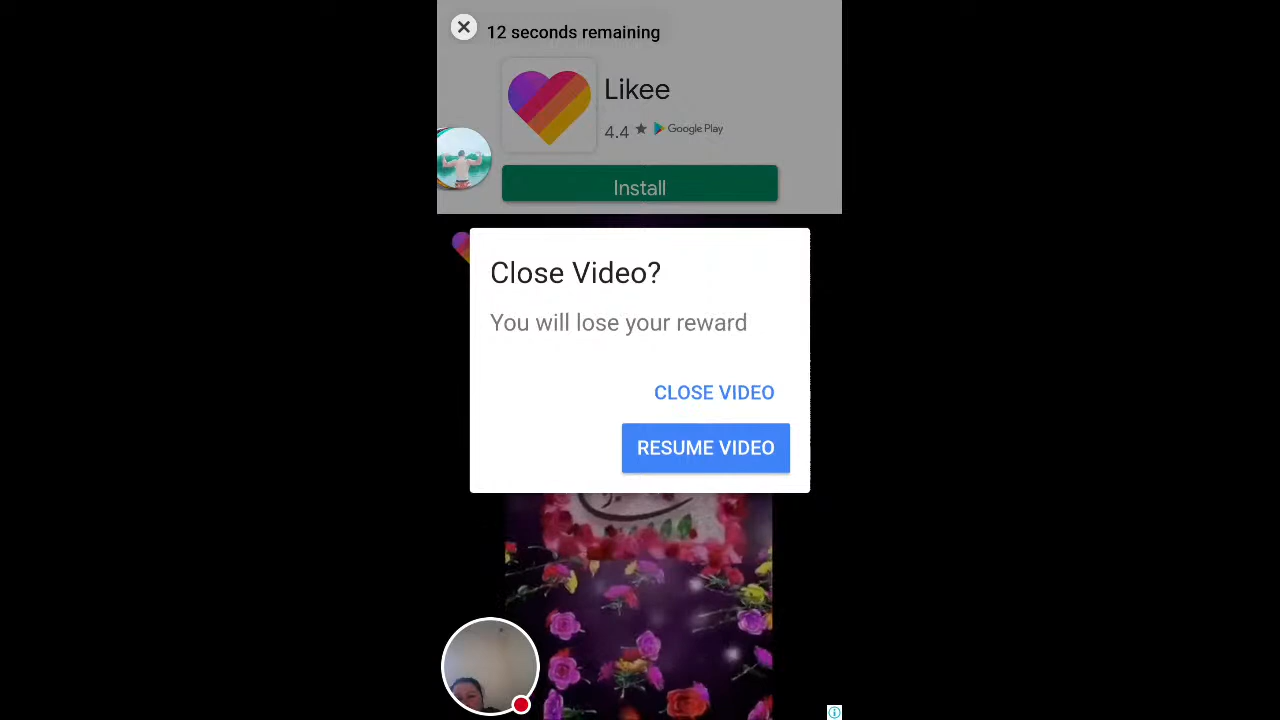 12 seconds remaining
Likee
4.4 ★ Google Play
Install
Close Video?
You will lose your reward
CLOSE VIDEO
RESUME VIDEO